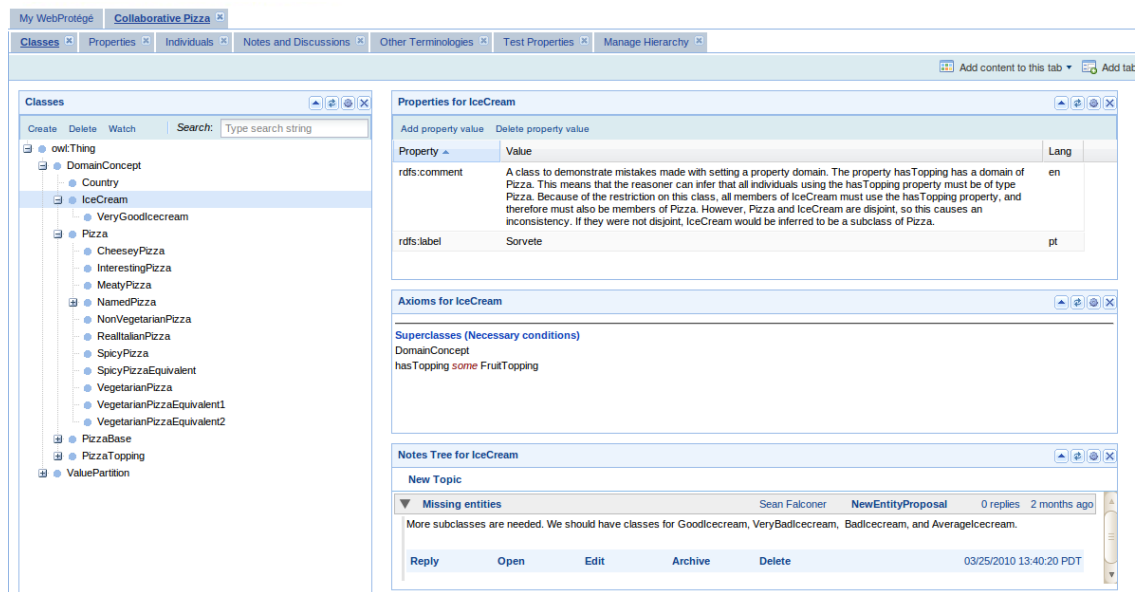 My WebProtégé Collaborative Pizza
Classes Properties Individuals Notes and Discussions Other Terminologies Test Properties Manage Hierarchy
Add content to this tab Add tab
Classes
Create Delete Watch Search: Type search string
owl:Thing
DomainConcept
Country
IceCream
VeryGoodIcecream
Pizza
CheeseyPizza
InterestingPizza
MeatyPizza
NamedPizza
NonVegetarianPizza
RealItalianPizza
SpicyPizza
SpicyPizzaEquivalent
VegetarianPizza
VegetarianPizzaEquivalent1
VegetarianPizzaEquivalent2
PizzaBase
PizzaTopping
ValuePartition
Properties for IceCream
Add property value Delete property value
Property Value Lang
rdfs:comment A class to demonstrate mistakes made with setting a property domain. The property hasTopping has a domain of en
Pizza. This means that the reasoner can infer that all individuals using the hasTopping property must be of type
Pizza. Because of the restriction on this class, all members of IceCream must use the hasTopping property, and
therefore must also be members of Pizza. However, Pizza and IceCream are disjoint, so this causes an
inconsistency. If they were not disjoint, IceCream would be inferred to be a subclass of Pizza.
rdfs:label Sorvete pt
Axioms for IceCream
Superclasses (Necessary conditions)
DomainConcept
hasTopping some FruitTopping
Notes Tree for IceCream
New Topic
Missing entities Sean Falconer NewEntityProposal 0 replies 2 months ago
More subclasses are needed. We should have classes for GoodIcecream, VeryBadIcecream, BadIcecream, and AverageIcecream.
Reply Open Edit Archive Delete 03/25/2010 13:40:20 PDT